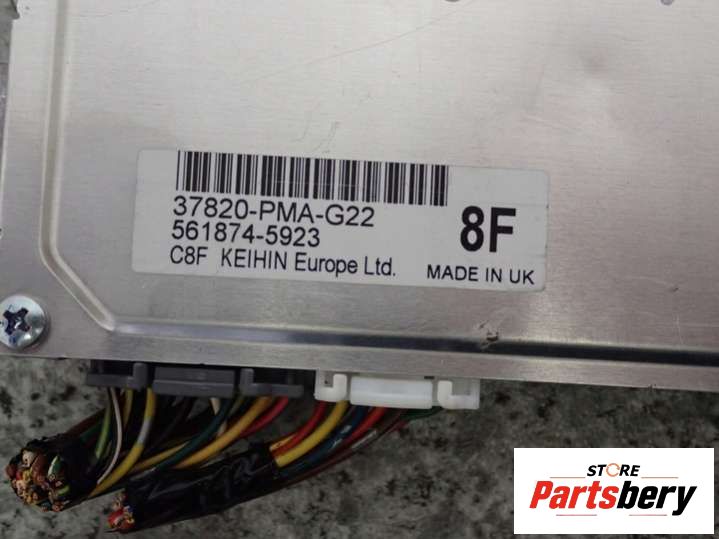 37820-PMA-G22
561874-5923
8F
C8F KEIHIN Europe Ltd.
MADE IN UK
STORE
Partsbery